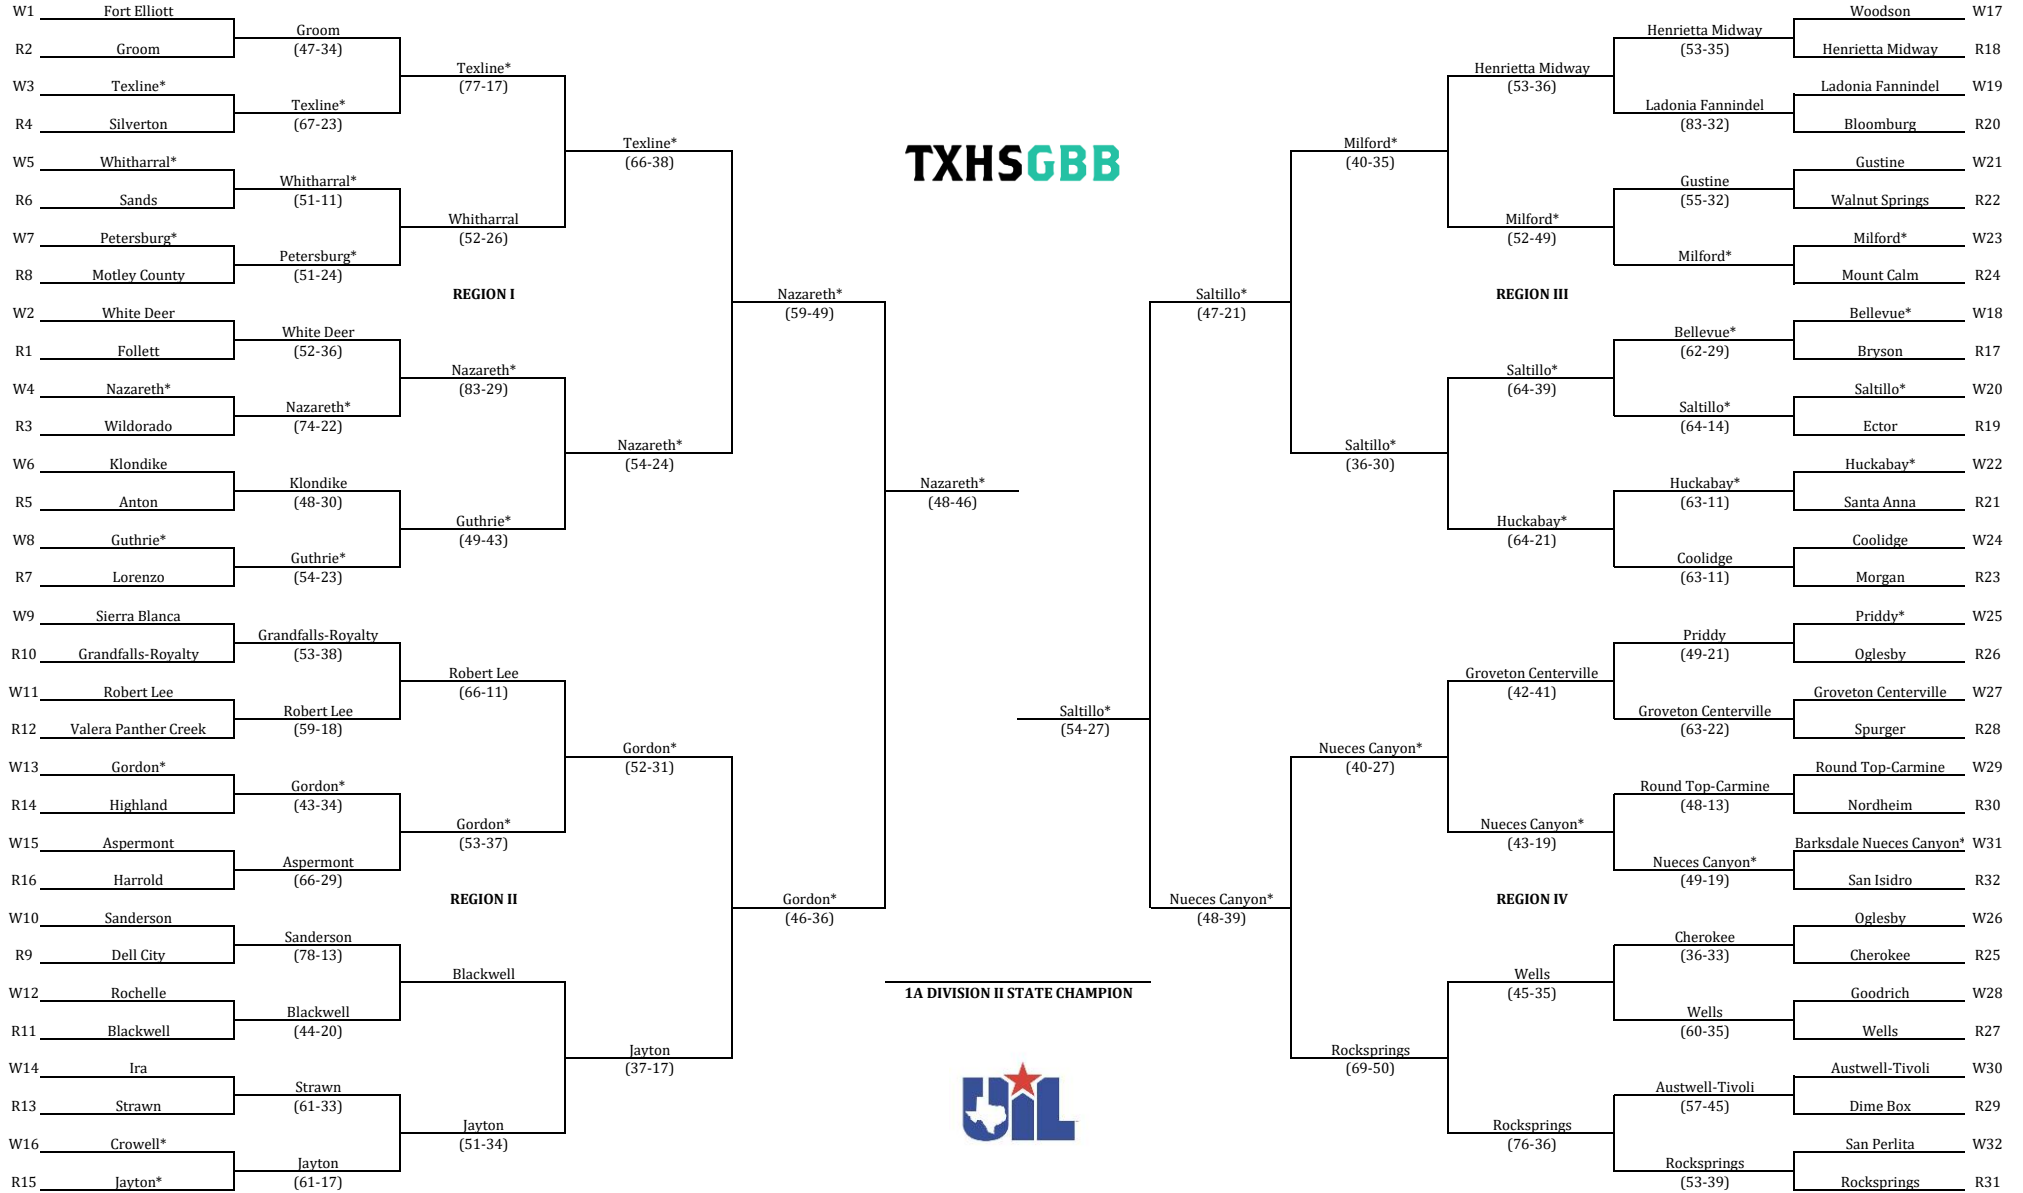 W1 Fort Elliott
Groom
R2 Groom (47-34)
Texline*
W3 Texline* (77-17)
Texline*
R4 Silverton (67-23)
Texline*
W5 Whitharral* (66-38)
Whitharral*
R6 Sands (51-11)
Whitharral
W7 Petersburg* (52-26)
Petersburg*
R8 Motley County (51-24)
REGION I
Nazareth*
(59-49)
W2 White Deer
White Deer
R1 Follett (52-36)
Nazareth*
W4 Nazareth* (83-29)
Nazareth*
R3 Wildorado (74-22)
Nazareth*
W6 Klondike (54-24)
Klondike
R5 Anton (48-30)
Guthrie*
W8 Guthrie* (49-43)
Guthrie*
R7 Lorenzo (54-23)
Nazareth*
(48-46)
W9 Sierra Blanca
Grandfalls-Royalty
R10 Grandfalls-Royalty (53-38)
Robert Lee
W11 Robert Lee (66-11)
Robert Lee
R12 Valera Panther Creek (59-18)
Gordon*
W13 Gordon* (52-31)
Gordon*
R14 Highland (43-34)
Gordon*
W15 Aspermont (53-37)
Aspermont
R16 Harrold (66-29)
REGION II
Gordon*
(46-36)
W10 Sanderson
Sanderson
R9 Dell City (78-13)
Blackwell
W12 Rochelle
Blackwell
R11 Blackwell (44-20)
Jayton
W14 Ira (37-17)
Strawn
R13 Strawn (61-33)
Jayton
W16 Crowell* (51-34)
Jayton
R15 Jayton* (61-17)
TXHSGBB
Saltillo*
(54-27)
1A DIVISION II STATE CHAMPION
UIL
Woodson W17
Henrietta Midway
(53-35) Henrietta Midway R18
Henrietta Midway
(53-36) Ladonia Fannindel W19
Ladonia Fannindel
(83-32) Bloomburg R20
Milford*
(40-35) Gustine W21
Gustine
(55-32) Walnut Springs R22
Milford*
(52-49) Milford* W23
Milford*
Mount Calm R24
Saltillo*
(47-21)
REGION III
Bellevue* W18
Bellevue*
(62-29) Bryson R17
Saltillo*
(64-39) Saltillo* W20
Saltillo*
(64-14) Ector R19
Saltillo*
(36-30) Huckabay* W22
Huckabay*
(63-11) Santa Anna R21
Huckabay*
(64-21) Coolidge W24
Coolidge
(63-11) Morgan R23
Priddy* W25
Priddy
(49-21) Oglesby R26
Groveton Centerville
(42-41) Groveton Centerville W27
Groveton Centerville
(63-22) Spurger R28
Nueces Canyon*
(40-27) Round Top-Carmine W29
Round Top-Carmine
(48-13) Nordheim R30
Nueces Canyon*
(43-19) Barksdale Nueces Canyon* W31
Nueces Canyon*
(49-19) San Isidro R32
Nueces Canyon*
(48-39)
REGION IV
Oglesby W26
Cherokee
(36-33) Cherokee R25
Wells
(45-35) Goodrich W28
Wells
(60-35) Wells R27
Rocksprings
(69-50) Austwell-Tivoli W30
Austwell-Tivoli
(57-45) Dime Box R29
Rocksprings
(76-36) San Perlita W32
Rocksprings
(53-39) Rocksprings R31